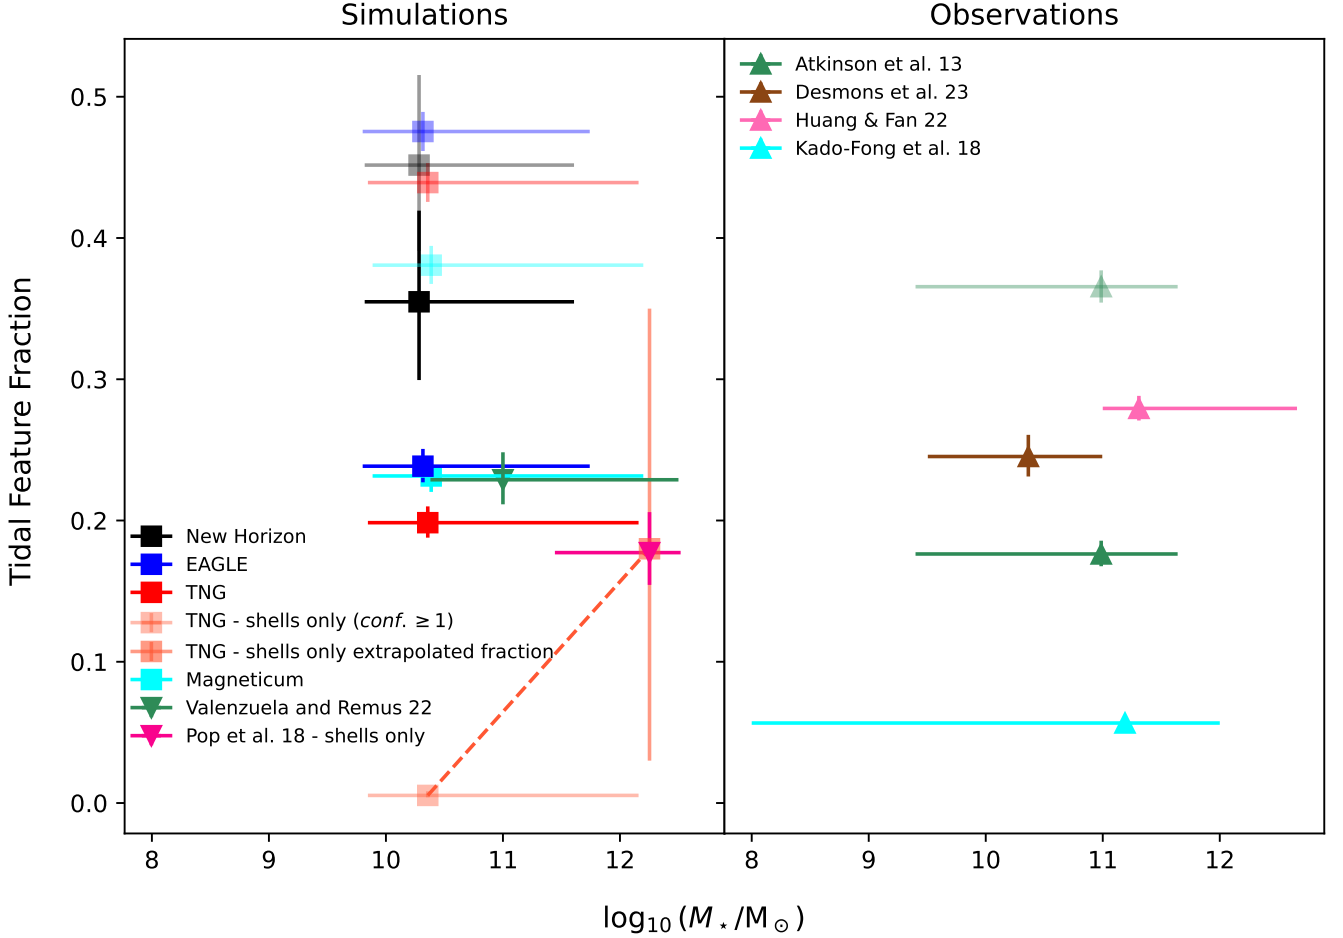 Simulations
Observations
Tidal Feature Fraction
0.5
0.4
0.3
0.2
0.1
0.0
New Horizon
EAGLE
TNG
TNG - shells only (conf. ≥ 1)
TNG - shells only extrapolated fraction
Magneticum
Valenzuela and Remus 22
Pop et al. 18 - shells only
Atkinson et al. 13
Desmons et al. 23
Huang & Fan 22
Kado-Fong et al. 18
8 9 10 11 12
8 9 10 11 12
log₁₀ (M⋆/M⊙)